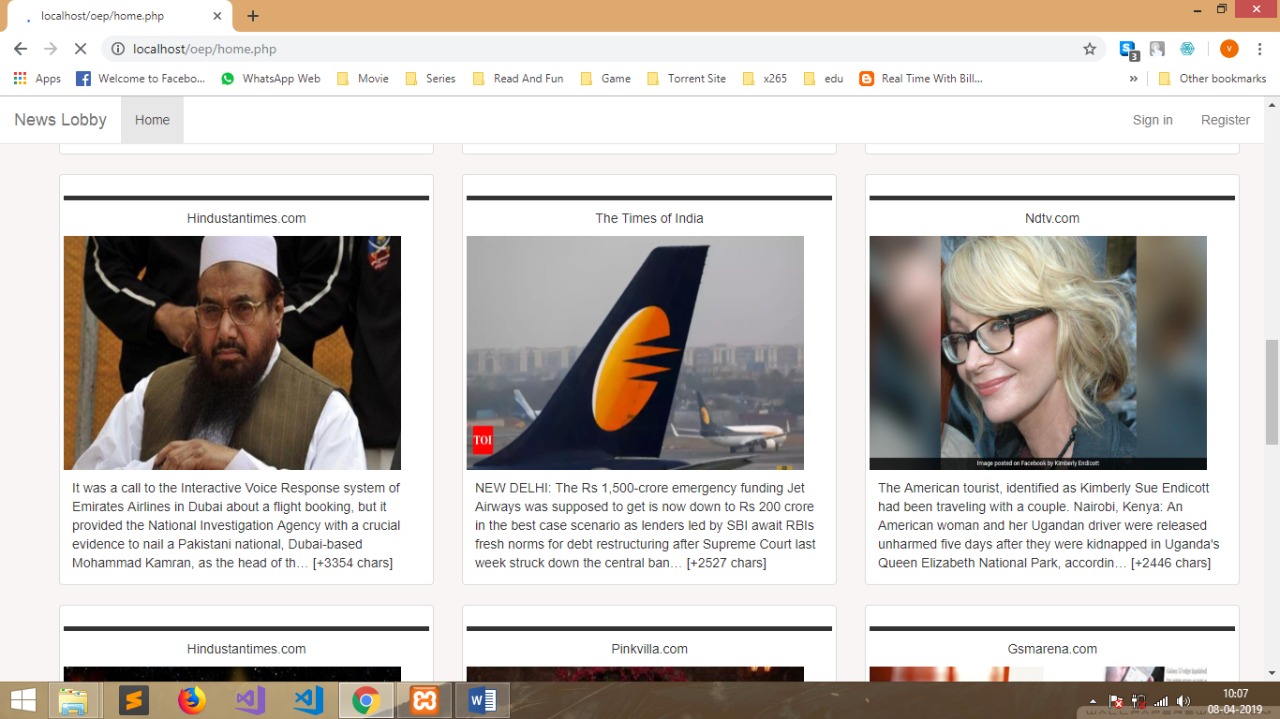 localhost/oep/home.php
localhost/oep/home.php
3
V
Apps
Welcome to Facebo...
WhatsApp Web
Movie
Series
Read And Fun
Game
Torrent Site
x265
edu
Real Time With Bill...
»
Other bookmarks
News Lobby
Home
Sign in
Register
Hindustantimes.com
It was a call to the Interactive Voice Response system of
Emirates Airlines in Dubai about a flight booking, but it
provided the National Investigation Agency with a crucial
evidence to nail a Pakistani national, Dubai-based
Mohammad Kamran, as the head of th… [+3354 chars]
The Times of India
TOI
NEW DELHI: The Rs 1,500-crore emergency funding Jet
Airways was supposed to get is now down to Rs 200 crore
in the best case scenario as lenders led by SBI await RBIs
fresh norms for debt restructuring after Supreme Court last
week struck down the central ban… [+2527 chars]
Ndtv.com
Image posted on Facebook by Kimberly Endicott
The American tourist, identified as Kimberly Sue Endicott
had been traveling with a couple. Nairobi, Kenya: An
American woman and her Ugandan driver were released
unharmed five days after they were kidnapped in Uganda's
Queen Elizabeth National Park, accordin… [+2446 chars]
Hindustantimes.com
Pinkvilla.com
Gsmarena.com
10:07
08-04-2019